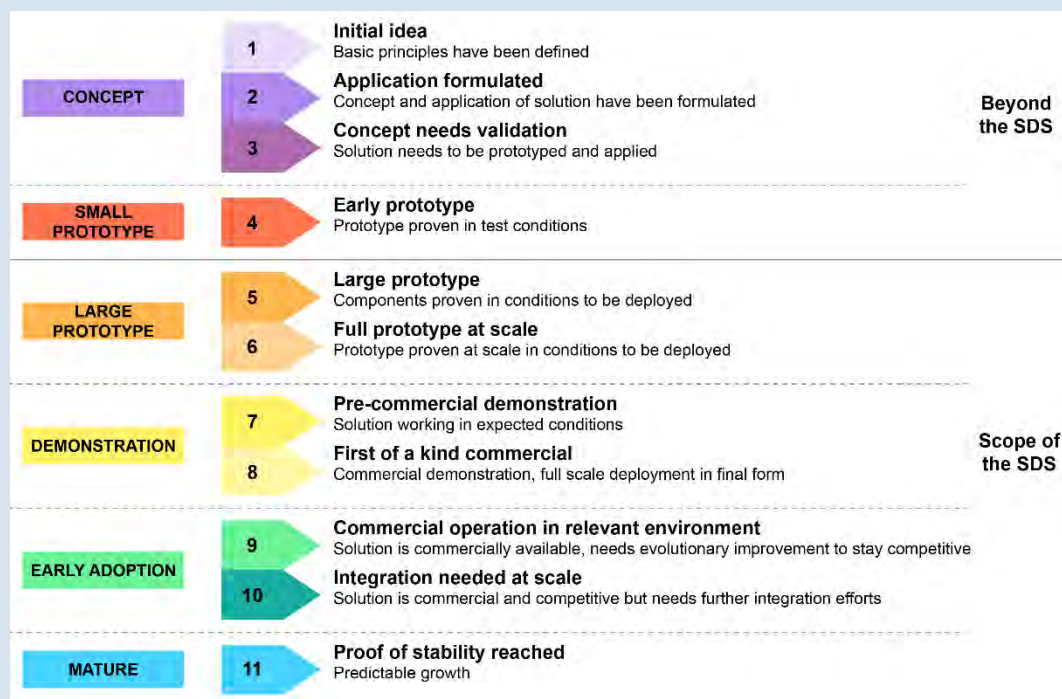 CONCEPT
1
Initial idea
Basic principles have been defined
2
Application formulated
Concept and application of solution have been formulated
3
Concept needs validation
Solution needs to be prototyped and applied
Beyond
the SDS
SMALL
PROTOTYPE
4
Early prototype
Prototype proven in test conditions
LARGE
PROTOTYPE
5
Large prototype
Components proven in conditions to be deployed
6
Full prototype at scale
Prototype proven at scale in conditions to be deployed
DEMONSTRATION
7
Pre-commercial demonstration
Solution working in expected conditions
8
First of a kind commercial
Commercial demonstration, full scale deployment in final form
Scope of
the SDS
EARLY ADOPTION
9
Commercial operation in relevant environment
Solution is commercially available, needs evolutionary improvement to stay competitive
10
Integration needed at scale
Solution is commercial and competitive but needs further integration efforts
MATURE
11
Proof of stability reached
Predictable growth